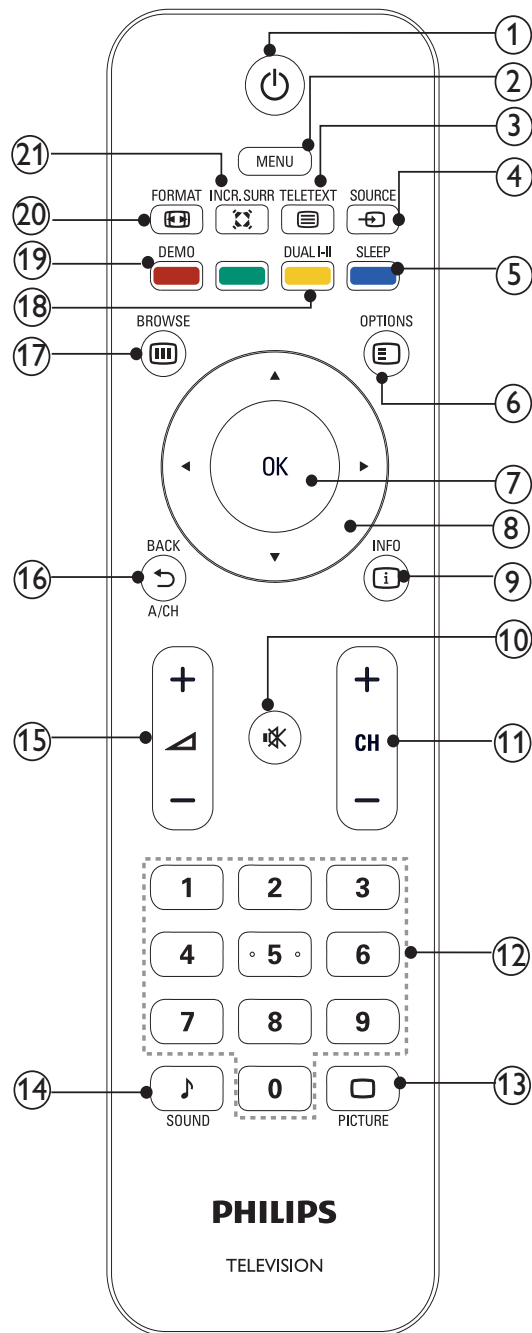 1
2
MENU
3
21
4
FORMAT INCR. SURR TELETEXT SOURCE
20
19
DEMO DUAL I-II SLEEP
5
18
BROWSE OPTIONS
17
6
OK
7
8
BACK INFO
16
9
A/CH
10
+ +
15
CH
11
− −
1 2 3
4 5 6
12
7 8 9
14
0
13
SOUND PICTURE
PHILIPS
TELEVISION